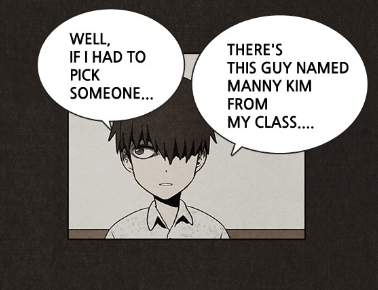 WELL,
IF I HAD TO
PICK
SOMEONE...
THERE'S
THIS GUY NAMED
MANNY KIM
FROM
MY CLASS....